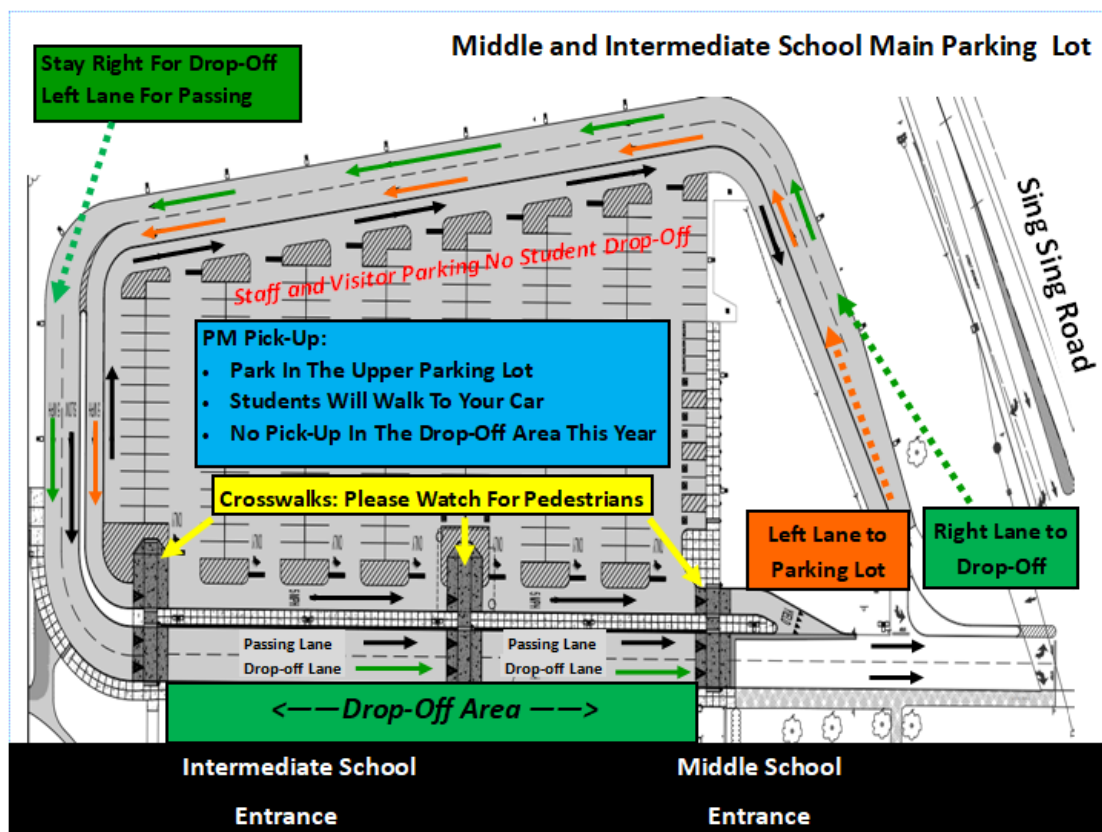 Middle and Intermediate School Main Parking Lot
Stay Right For Drop-Off
Left Lane For Passing
Sing Sing Road
Staff and Visitor Parking No Student Drop-Off
PM Pick-Up:
• Park In The Upper Parking Lot
• Students Will Walk To Your Car
• No Pick-Up In The Drop-Off Area This Year
Crosswalks: Please Watch For Pedestrians
Left Lane to
Parking Lot
Right Lane to
Drop-Off
Passing Lane
Drop-off Lane
Passing Lane
Drop-off Lane
<——Drop-Off Area ——>
Intermediate School
Entrance
Middle School
Entrance